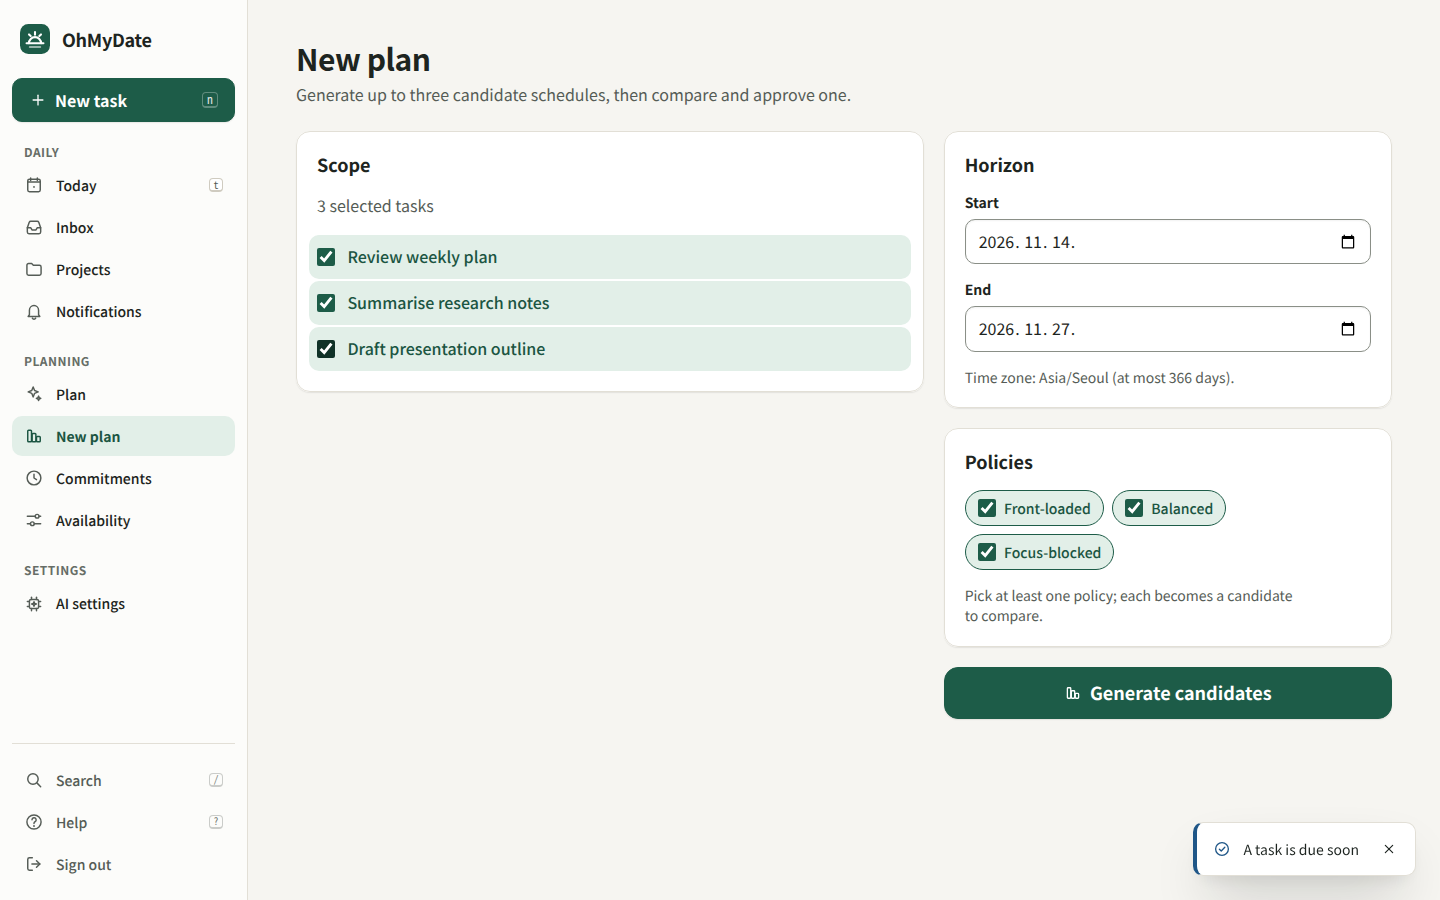 OhMyDate
New task
n
DAILY
Today
t
Inbox
Projects
Notifications
PLANNING
Plan
New plan
Commitments
Availability
SETTINGS
AI settings
Search
/
Help
?
Sign out
New plan
Generate up to three candidate schedules, then compare and approve one.
Scope
3 selected tasks
Review weekly plan
Summarise research notes
Draft presentation outline
Horizon
Start
2026. 11. 14.
End
2026. 11. 27.
Time zone: Asia/Seoul (at most 366 days).
Policies
Front-loaded
Balanced
Focus-blocked
Pick at least one policy; each becomes a candidate
to compare.
Generate candidates
A task is due soon